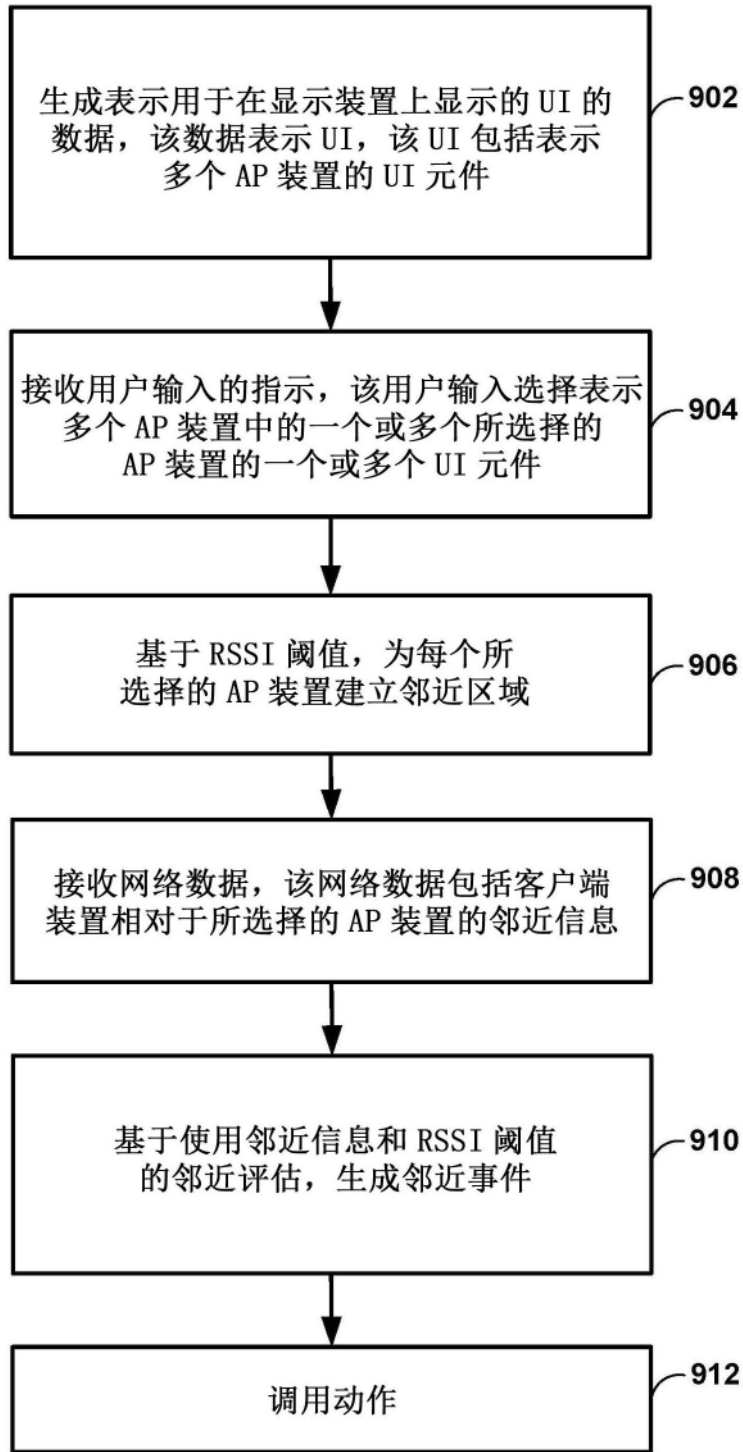 生成表示用于在显示装置上显示的 UI 的
数据，该数据表示 UI，该 UI 包括表示
多个 AP 装置的 UI 元件
902
接收用户输入的指示，该用户输入选择表示
多个 AP 装置中的一个或多个所选择的
AP 装置的一个或多个 UI 元件
904
基于 RSSI 阈值，为每个所
选择的 AP 装置建立邻近区域
906
接收网络数据，该网络数据包括客户端
装置相对于所选择的 AP 装置的邻近信息
908
基于使用邻近信息和 RSSI 阈值
的邻近评估，生成邻近事件
910
调用动作
912